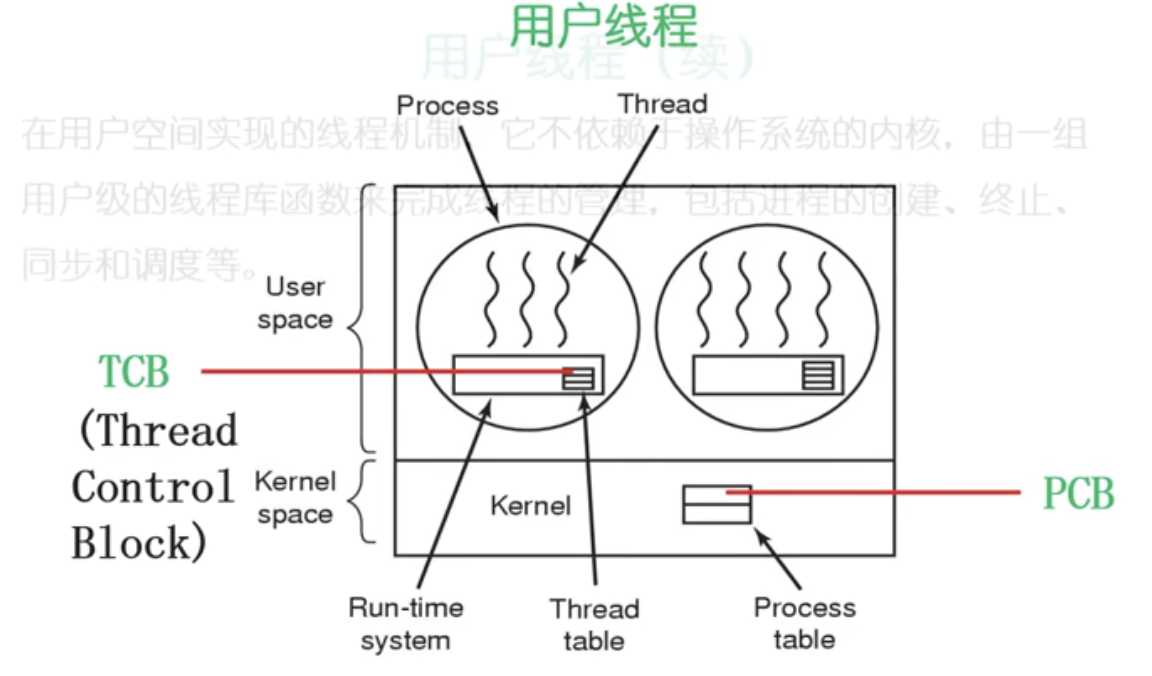 用户线程
用户线程（续）
Process
Thread
在用户空间实现的线程机制，它不依赖于操作系统的内核，由一组
用户级的线程库函数来完成线程的管理，包括进程的创建、终止、
同步和调度等。
User
space
TCB
(Thread
Control
Block)
Kernel
space
Kernel
PCB
Run-time
system
Thread
table
Process
table